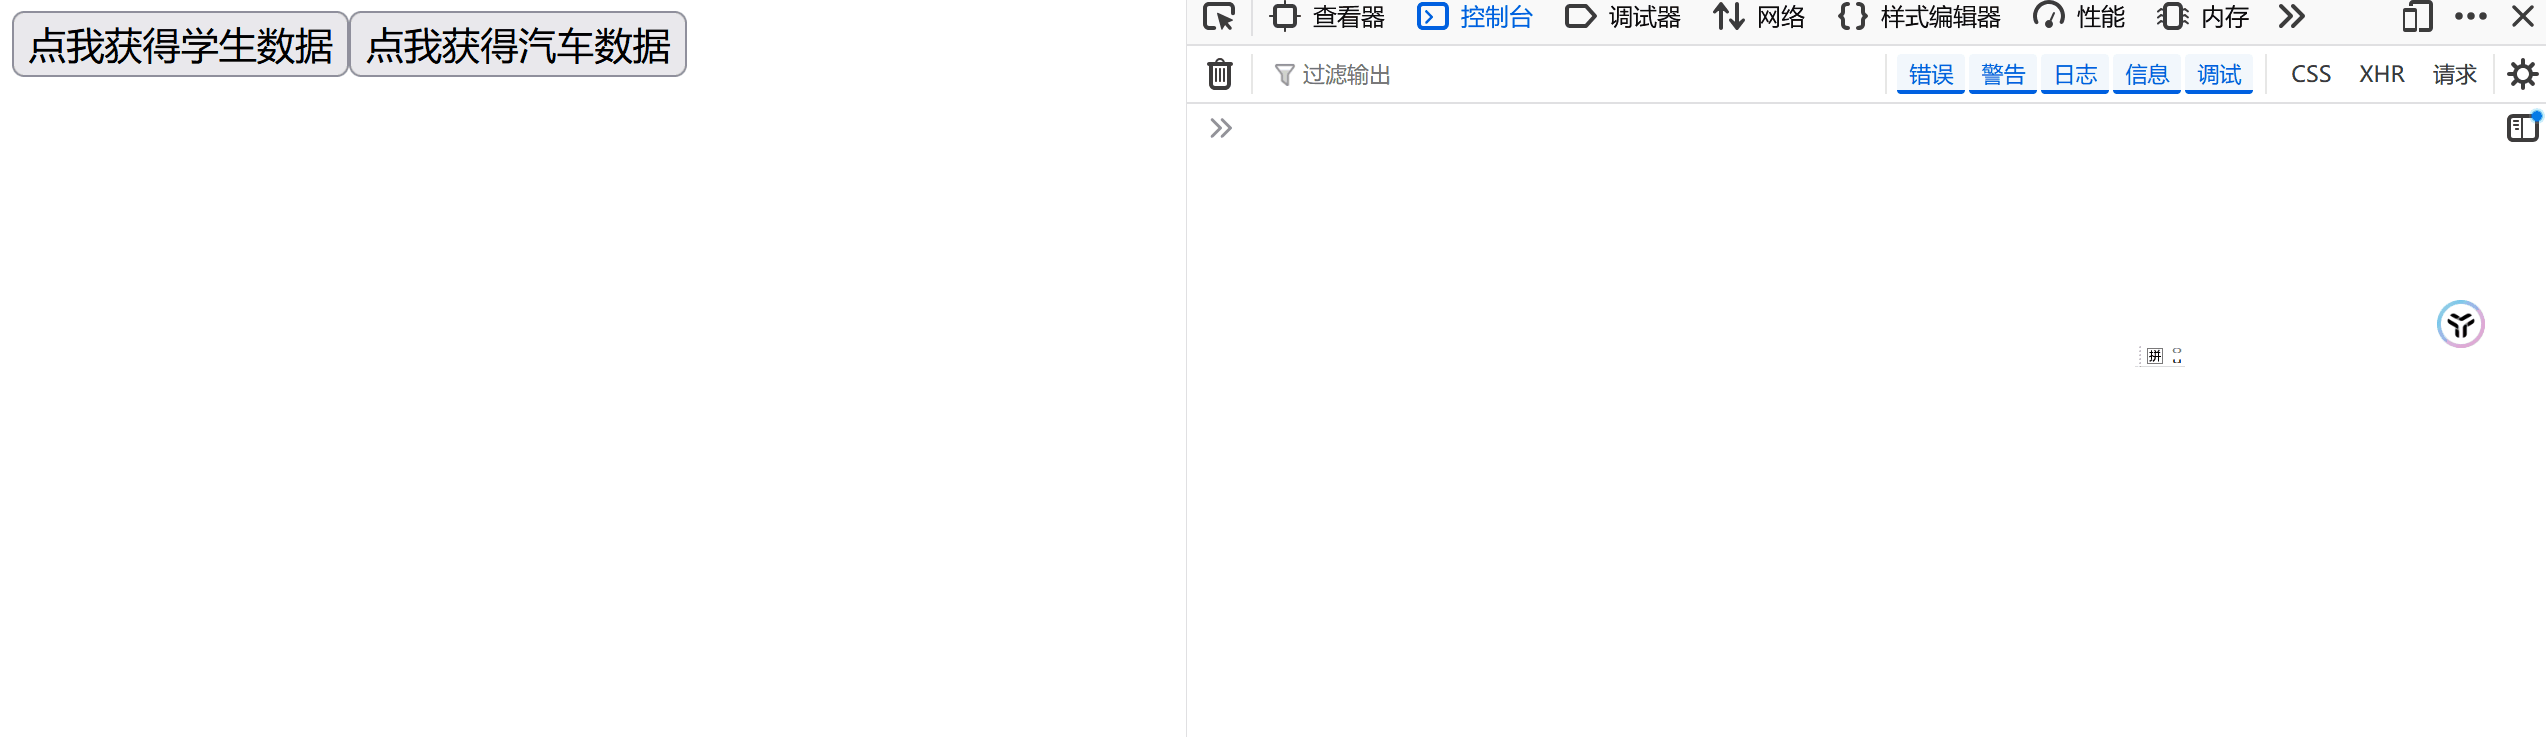 点我获得学生数据 点我获得汽车数据
查看器 控制台 调试器 网络 样式编辑器 性能 内存
过滤输出 错误 警告 日志 信息 调试 CSS XHR 请求
拼